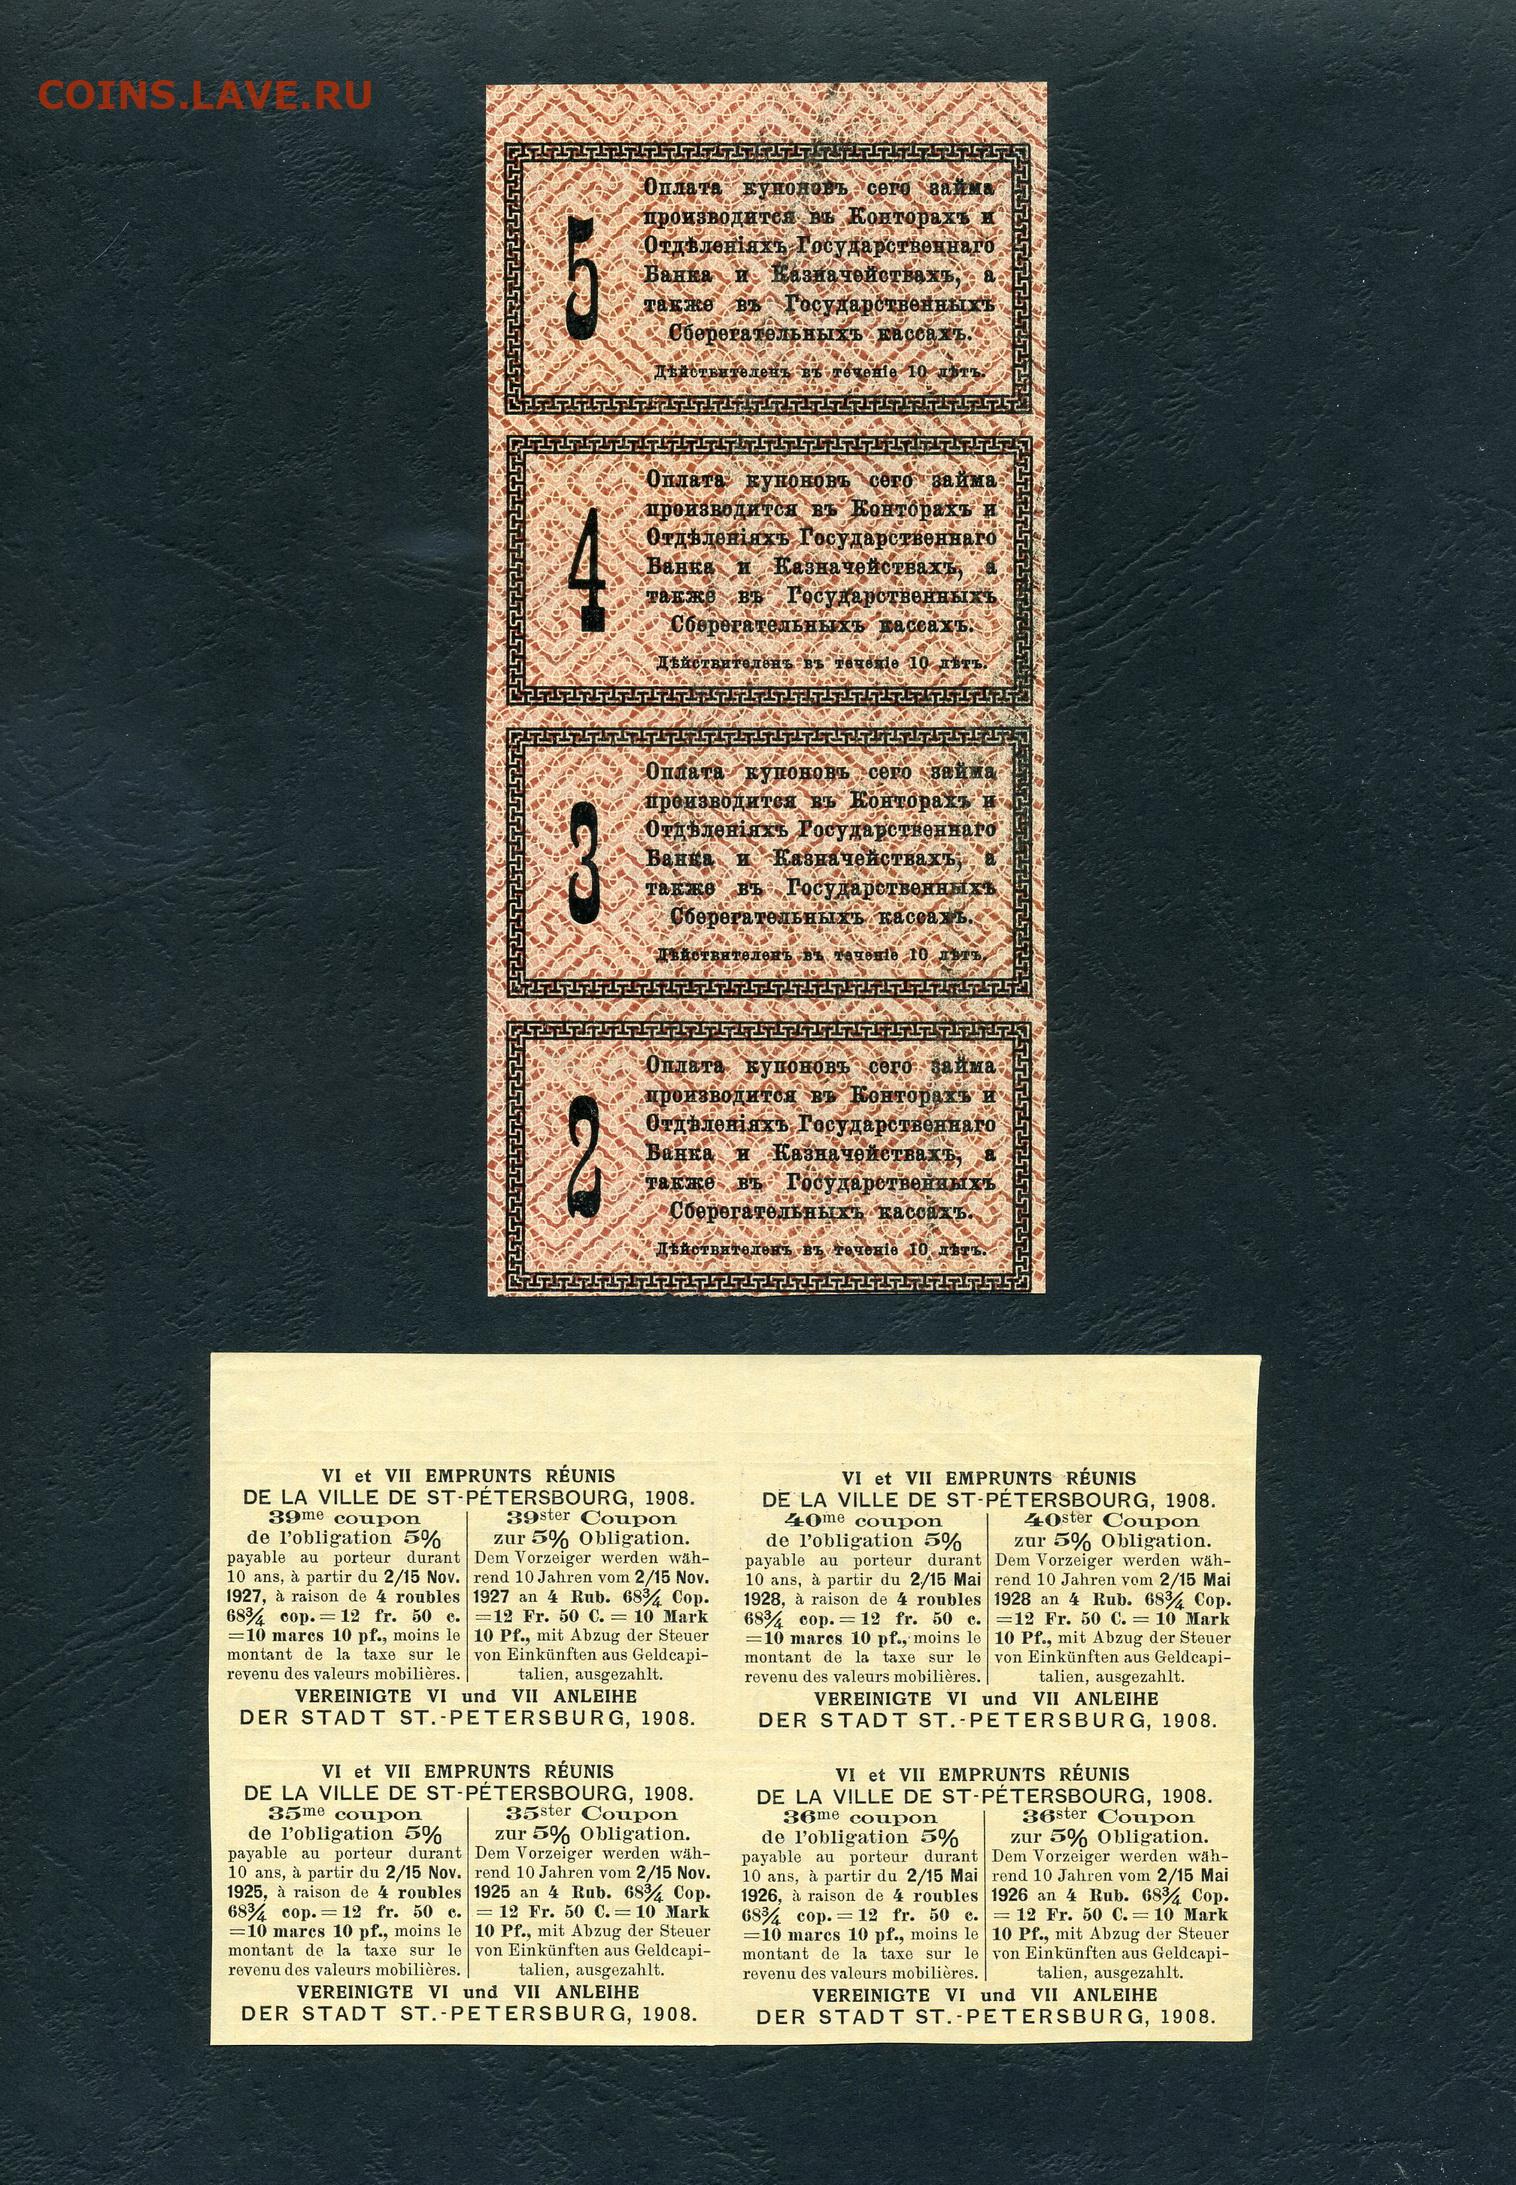 COINS.LAVE.RU
5
Оплата купоновъ сего займа
производится въ Конторахъ и
Отдѣленіяхъ Государственнаго
Банка и Казначействахъ, а
также въ Государственныхъ
Сберегательныхъ кассахъ.
Дѣйствителенъ въ теченіе 10 лѣтъ.
4
Оплата купоновъ сего займа
производится въ Конторахъ и
Отдѣленіяхъ Государственнаго
Банка и Казначействахъ, а
также въ Государственныхъ
Сберегательныхъ кассахъ.
Дѣйствителенъ въ теченіе 10 лѣтъ.
3
Оплата купоновъ сего займа
производится въ Конторахъ и
Отдѣленіяхъ Государственнаго
Банка и Казначействахъ, а
также въ Государственныхъ
Сберегательныхъ кассахъ.
Дѣйствителенъ въ теченіе 10 лѣтъ.
2
Оплата купоновъ сего займа
производится въ Конторахъ и
Отдѣленіяхъ Государственнаго
Банка и Казначействахъ, а
также въ Государственныхъ
Сберегательныхъ кассахъ.
Дѣйствителенъ въ теченіе 10 лѣтъ.
VI et VII EMPRUNTS RÉUNIS
DE LA VILLE DE ST-PÉTERSBOURG, 1908.
39me coupon
de l'obligation 5%
payable au porteur durant
10 ans, à partir du 2/15 Nov.
1927, à raison de 4 roubles
68¾ cop. = 12 fr. 50 c.
=10 marcs 10 pf., moins le
montant de la taxe sur le
revenu des valeurs mobilières.
39ster Coupon
zur 5% Obligation.
Dem Vorzeiger werden wäh-
rend 10 Jahren vom 2/15 Nov.
1927 an 4 Rub. 68¾ Cop.
=12 Fr. 50 C. = 10 Mark
10 Pf., mit Abzug der Steuer
von Einkünften aus Geldcapi-
talien, ausgezahlt.
VEREINIGTE VI und VII ANLEIHE
DER STADT ST.-PETERSBURG, 1908.
VI et VII EMPRUNTS RÉUNIS
DE LA VILLE DE ST-PÉTERSBOURG, 1908.
40me coupon
de l'obligation 5%
payable au porteur durant
10 ans, à partir du 2/15 Mai
1928, à raison de 4 roubles
68¾ cop. = 12 fr. 50 c.
=10 marcs 10 pf., moins le
montant de la taxe sur le
revenu des valeurs mobilières.
40ster Coupon
zur 5% Obligation.
Dem Vorzeiger werden wäh-
rend 10 Jahren vom 2/15 Mai
1928 an 4 Rub. 68¾ Cop.
=12 Fr. 50 C. = 10 Mark
10 Pf., mit Abzug der Steuer
von Einkünften aus Geldcapi-
talien, ausgezahlt.
VEREINIGTE VI und VII ANLEIHE
DER STADT ST.-PETERSBURG, 1908.
VI et VII EMPRUNTS RÉUNIS
DE LA VILLE DE ST-PÉTERSBOURG, 1908.
35me coupon
de l'obligation 5%
payable au porteur durant
10 ans, à partir du 2/15 Nov.
1925, à raison de 4 roubles
68¾ cop. = 12 fr. 50 c.
=10 marcs 10 pf., moins le
montant de la taxe sur le
revenu des valeurs mobilières.
35ster Coupon
zur 5% Obligation.
Dem Vorzeiger werden wäh-
rend 10 Jahren vom 2/15 Nov.
1925 an 4 Rub. 68¾ Cop.
= 12 Fr. 50 C. = 10 Mark
10 Pf., mit Abzug der Steuer
von Einkünften aus Geldcapi-
talien, ausgezahlt.
VEREINIGTE VI und VII ANLEIHE
DER STADT ST.-PETERSBURG, 1908.
VI et VII EMPRUNTS RÉUNIS
DE LA VILLE DE ST-PÉTERSBOURG, 1908.
36me coupon
de l'obligation 5%
payable au porteur durant
10 ans, à partir du 2/15 Mai
1926, à raison de 4 roubles
68¾ cop. = 12 fr. 50 c.
=10 marcs 10 pf., moins le
montant de la taxe sur le
revenu des valeurs mobilières.
36ster Coupon
zur 5% Obligation.
Dem Vorzeiger werden wäh-
rend 10 Jahren vom 2/15 Mai
1926 an 4 Rub. 68¾ Cop.
= 12 Fr. 50 C. = 10 Mark
10 Pf., mit Abzug der Steuer
von Einkünften aus Geldcapi-
talien, ausgezahlt.
VEREINIGTE VI und VII ANLEIHE
DER STADT ST.-PETERSBURG, 1908.